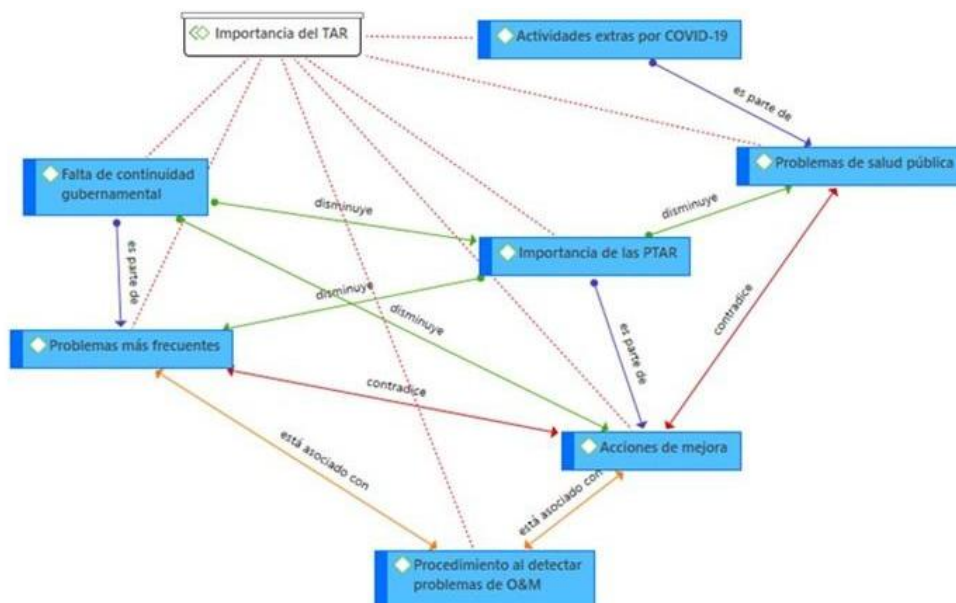 Importancia del TAR
Actividades extras por COVID-19
es parte de
Problemas de salud pública
Falta de continuidad
gubernamental
disminuye
disminuye
Importancia de las PTAR
es parte de
disminuye
disminuye
contradice
Problemas más frecuentes
es parte de
contradice
Acciones de mejora
está asociado con
está asociado con
Procedimiento al detectar
problemas de O&M